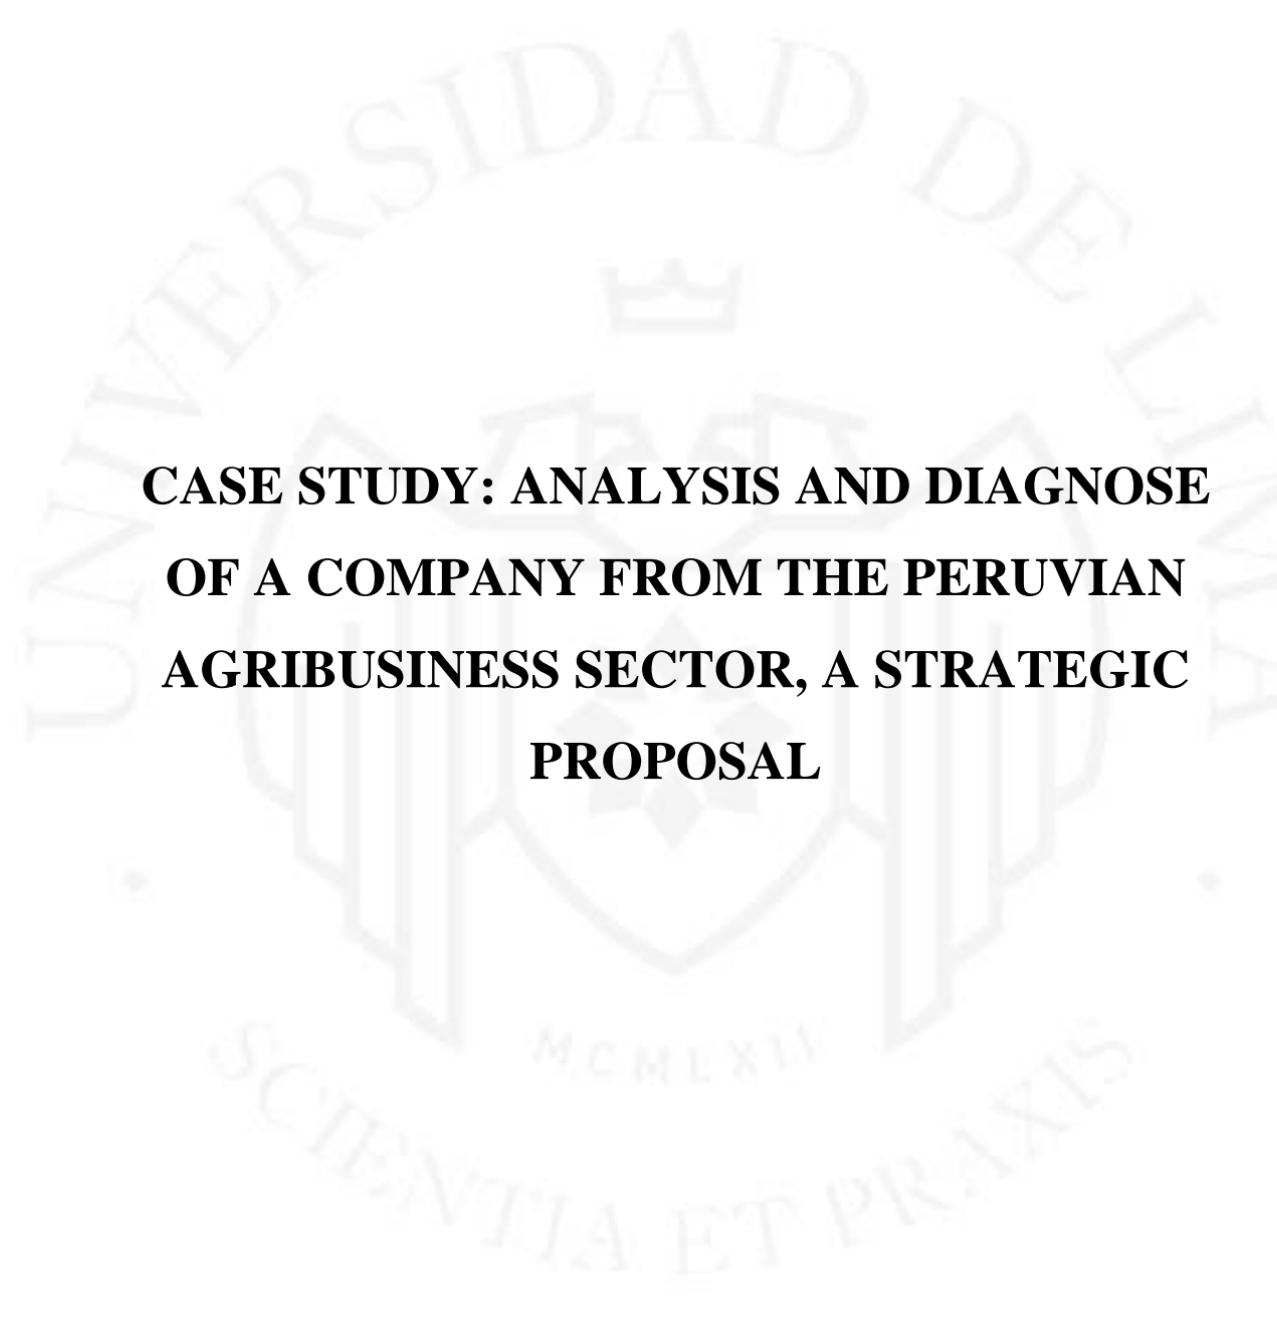 UNIVERSIDAD DE LIMA
CASE STUDY: ANALYSIS AND DIAGNOSE
OF A COMPANY FROM THE PERUVIAN
AGRIBUSINESS SECTOR, A STRATEGIC
PROPOSAL
MCMLXII
SCIENTIA ET PRAXIS